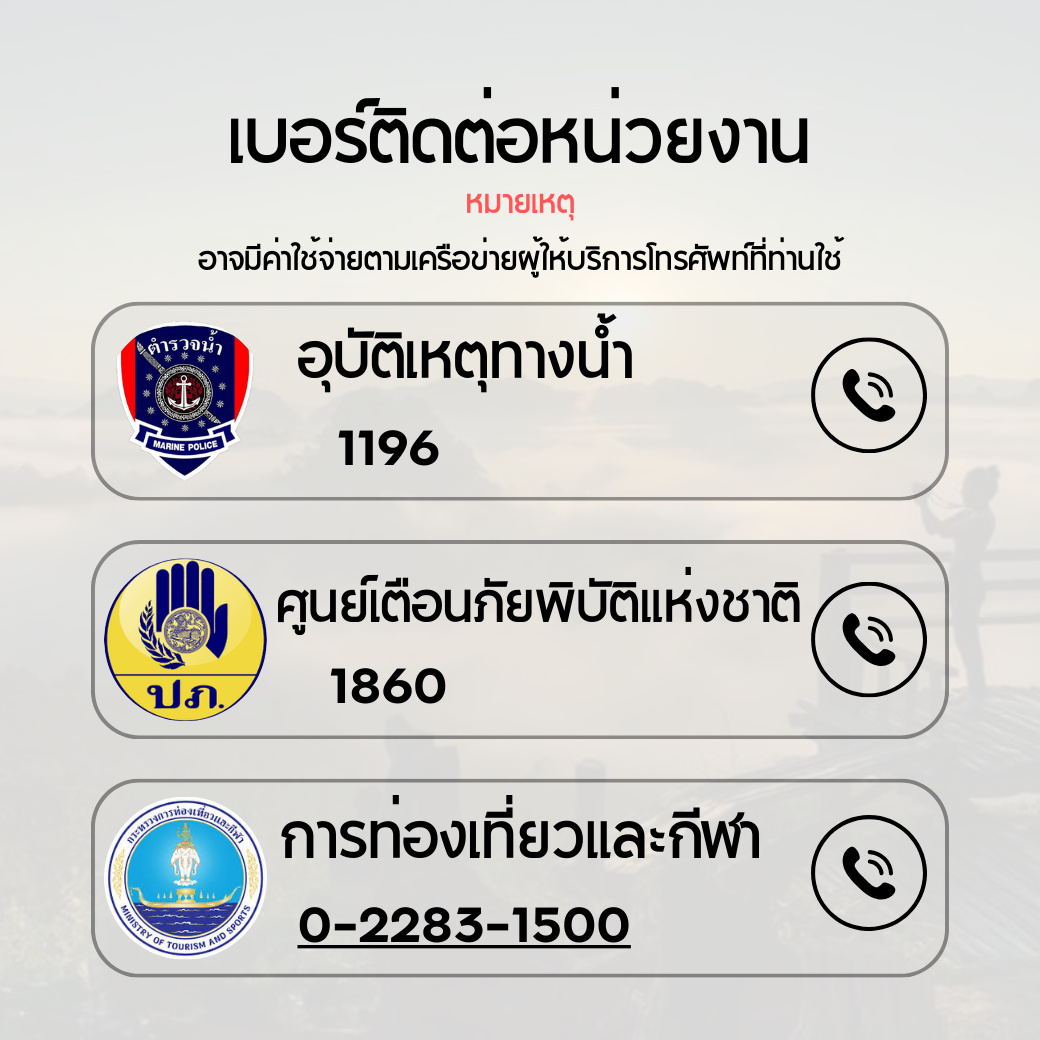 เบอร์ติดต่อหน่วยงาน
หมายเหตุ
อาจมีค่าใช้จ่ายตามเครือข่ายผู้ให้บริการโทรศัพท์ที่ท่านใช้
ตำรวจน้ำ
MARINE POLICE
อุบัติเหตุทางน้ำ
1196
ปภ.
ศูนย์เตือนภัยพิบัติแห่งชาติ
1860
กระทรวงการท่องเที่ยวและกีฬา
MINISTRY OF TOURISM AND SPORTS
การท่องเที่ยวและกีฬา
0-2283-1500